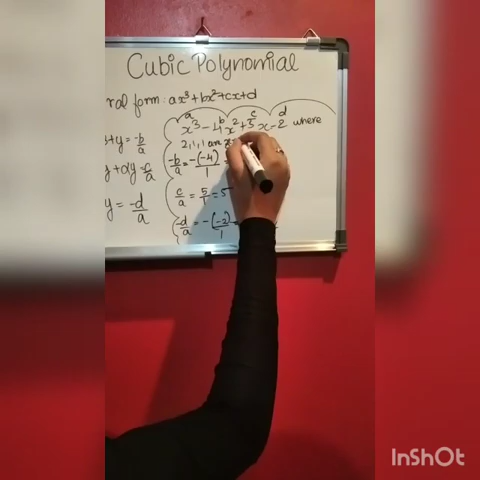 Cubic Polynomial
ral form: ax³+bx²+cx+d
a b c d
x³-4x²+5x-2 where
2,1,1 are
+y = -b/a
-b/a = -(-4)/1
y + αy = c/a
c/a = 5/1 = 5
y = -d/a
-d/a = -(-2)/1
InShOt